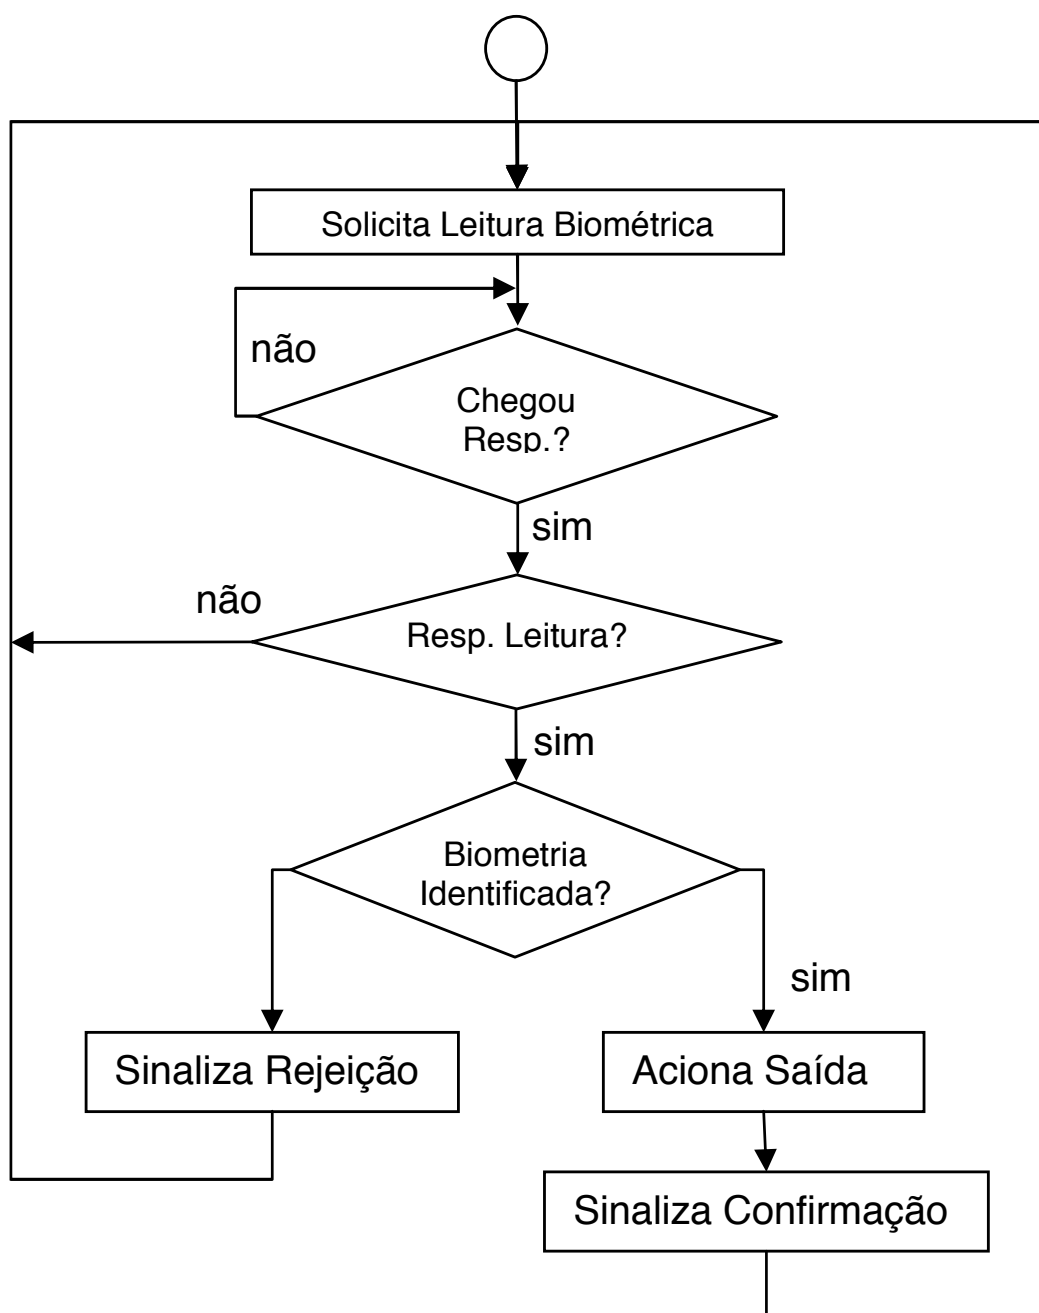 Solicita Leitura Biométrica
não
Chegou
Resp.?
sim
não
Resp. Leitura?
sim
Biometria
Identificada?
sim
Sinaliza Rejeição
Aciona Saída
Sinaliza Confirmação